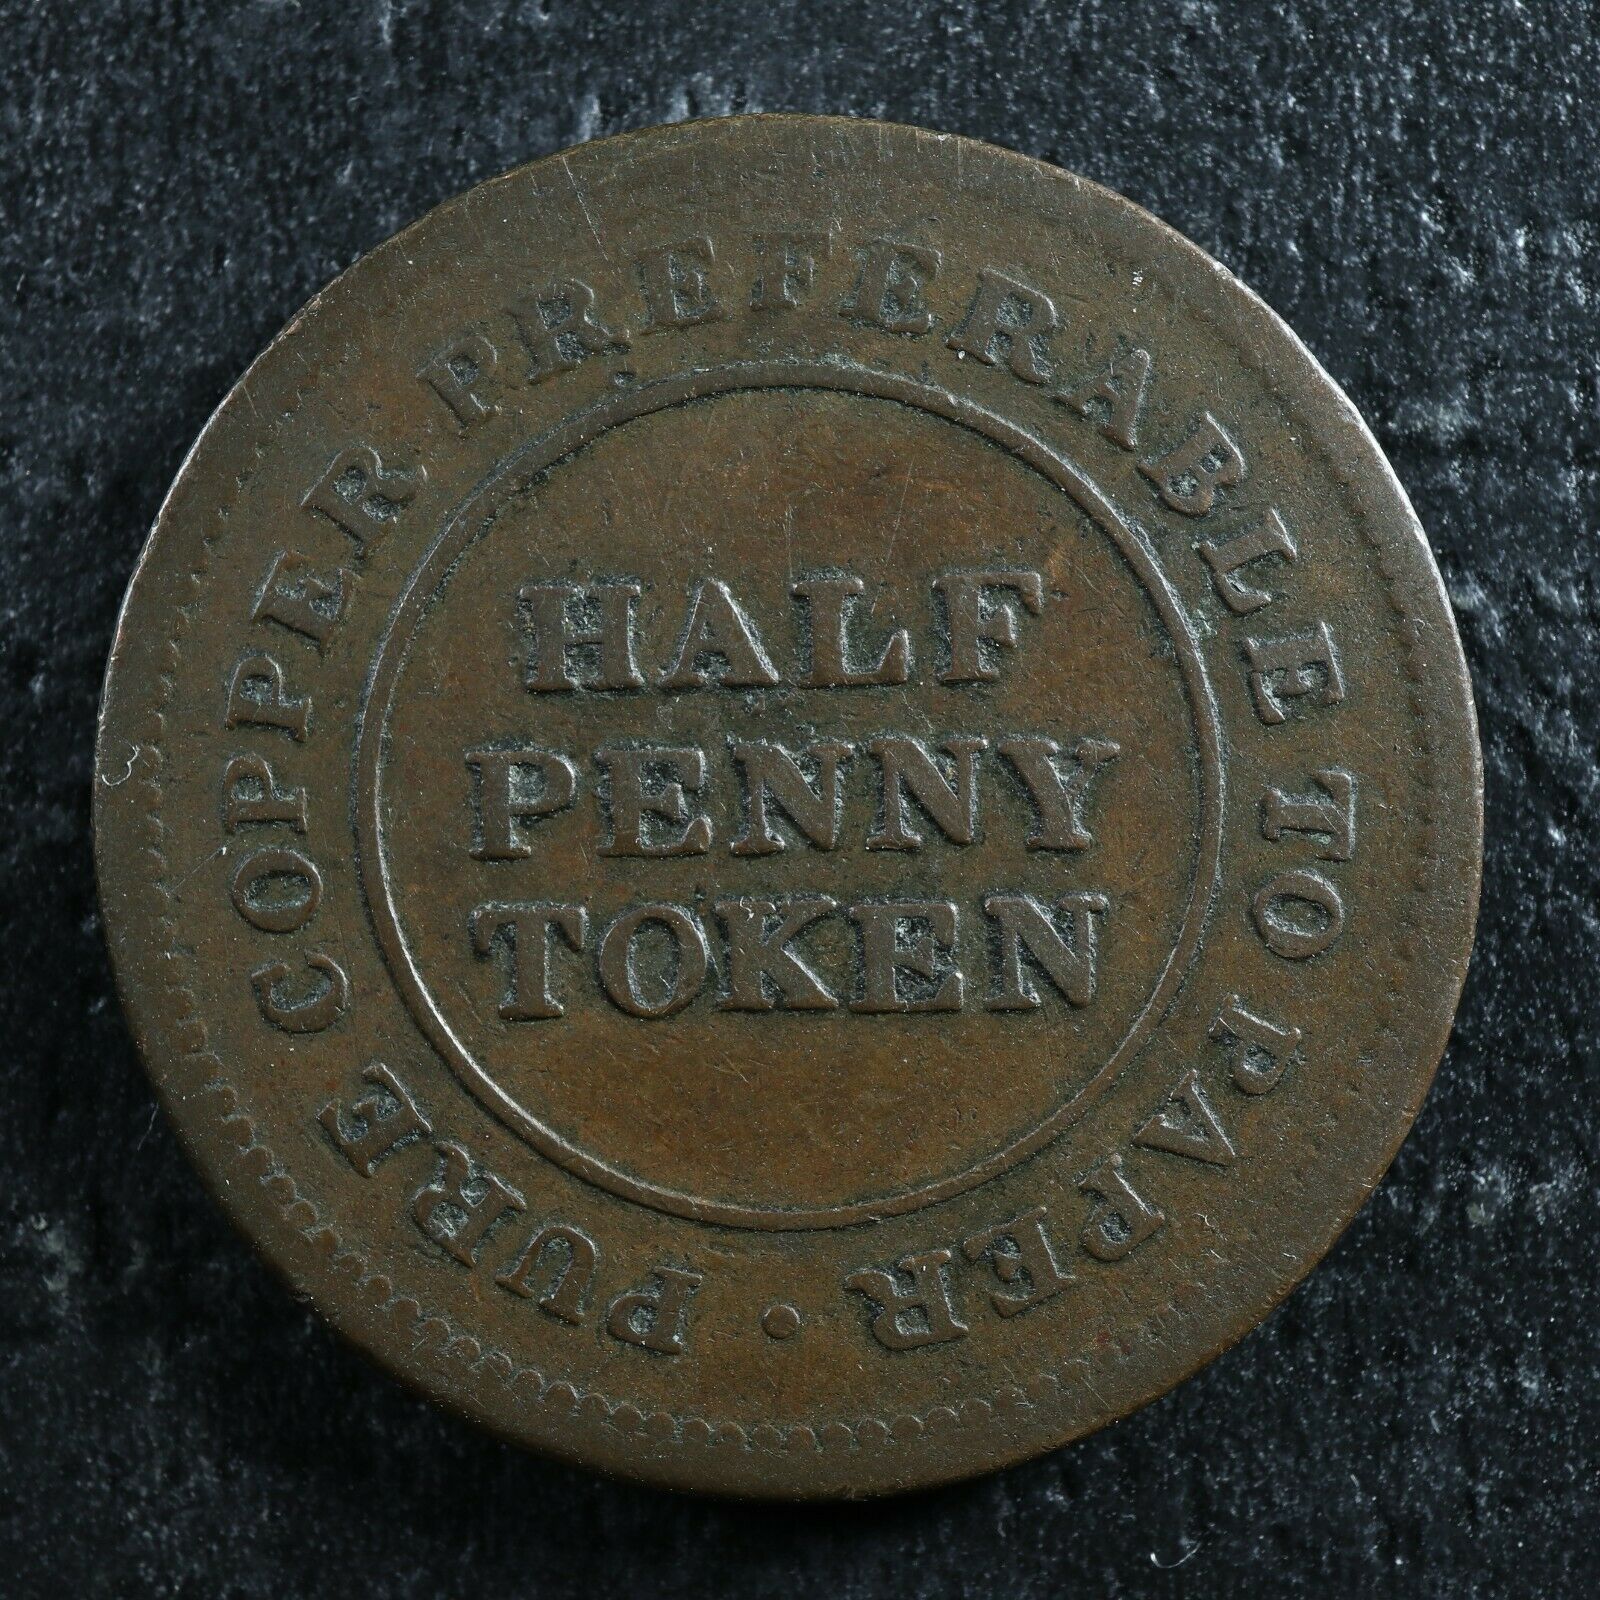 PURE COPPER PREFERABLE TO PAPER ·
HALF
PENNY
TOKEN